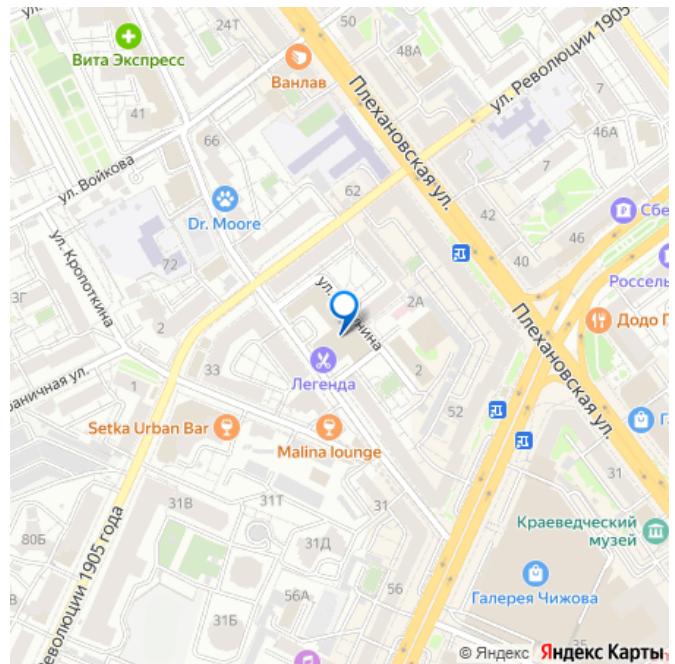 50
24Т
48А
Вита Экспресс
Ванлав
ул. Революции 1905
7
41
66
46А
Плехановская ул.
7
ул. Войкова
62
Dr. Moore
42
Сбе
46
72
40
ул. Кропоткина
3Г
Россель
ул.
нина
2А
2
Додо П
33
Легенда
2
Плехановская ул.
аничная ул.
1
52
Setka Urban Bar
Malina lounge
Г
31
31В
31Т
31
80Б
31Д
Краеведческий
музей
Революции 1905 года
56
Галерея Чижова
56А
В
31Б
© Яндекс Яндекс Карты